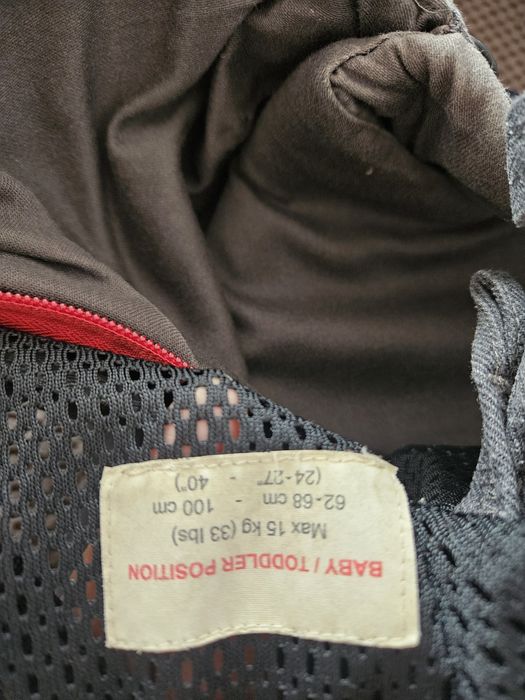 BABY / TODDLER POSITION
Max 15 kg (33 lbs)
62-68 cm - 100 cm
(24-27" - 40")